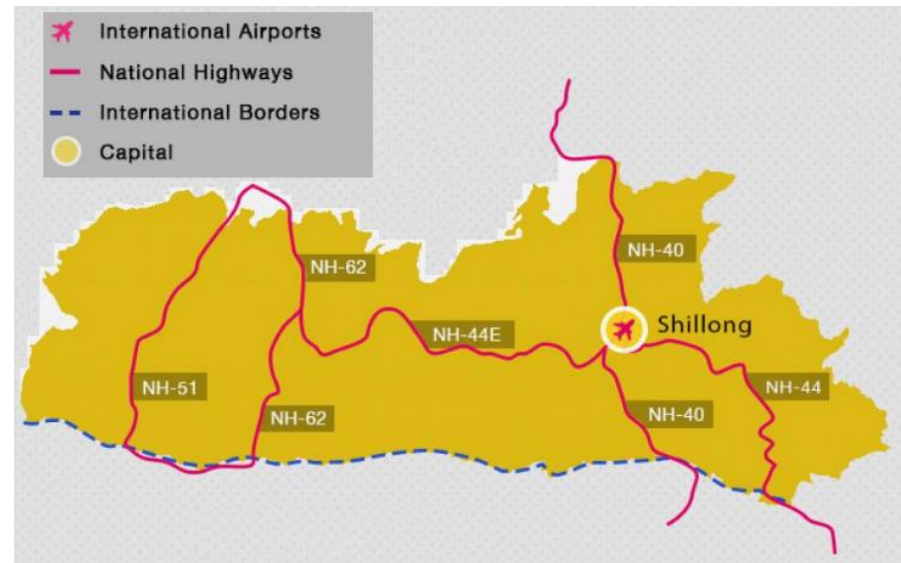 International Airports
National Highways
International Borders
Capital
NH-40
NH-62
Shillong
NH-44E
NH-51
NH-44
NH-62
NH-40